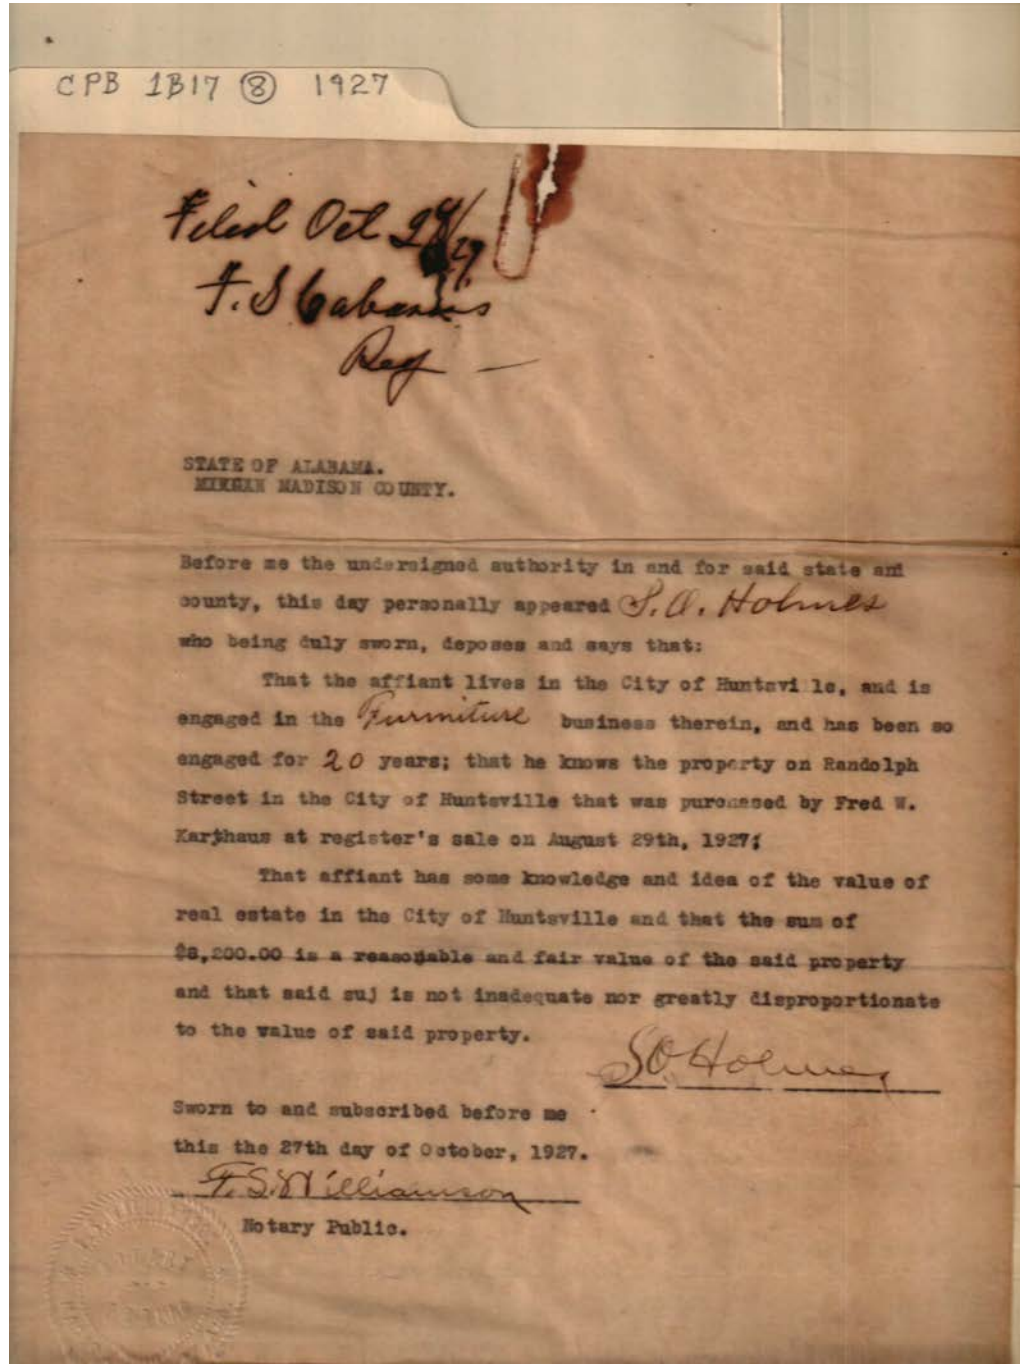 CPB 1B17 ⑧ 1927
Filed Oct
F. S Cabaniss
Reg —
STATE OF ALABAMA.
MADISON COUNTY.
Before me the undersigned authority in and for said state and
county, this day personally appeared S. O. Holmes
who being duly sworn, deposes and says that:
That the affiant lives in the City of Huntsville, and is
engaged in the Furniture business therein, and has been so
engaged for 20 years; that he knows the property on Randolph
Street in the City of Huntsville that was purchased by Fred W.
Karthaus at register's sale on August 29th, 1927;
That affiant has some knowledge and idea of the value of
real estate in the City of Huntsville and that the sum of
$8,200.00 is a reasonable and fair value of the said property
and that said suj is not inadequate nor greatly disproportionate
to the value of said property.
S O. Holmes
Sworn to and subscribed before me
this the 27th day of October, 1927.
F. S. Williamson
Notary Public.